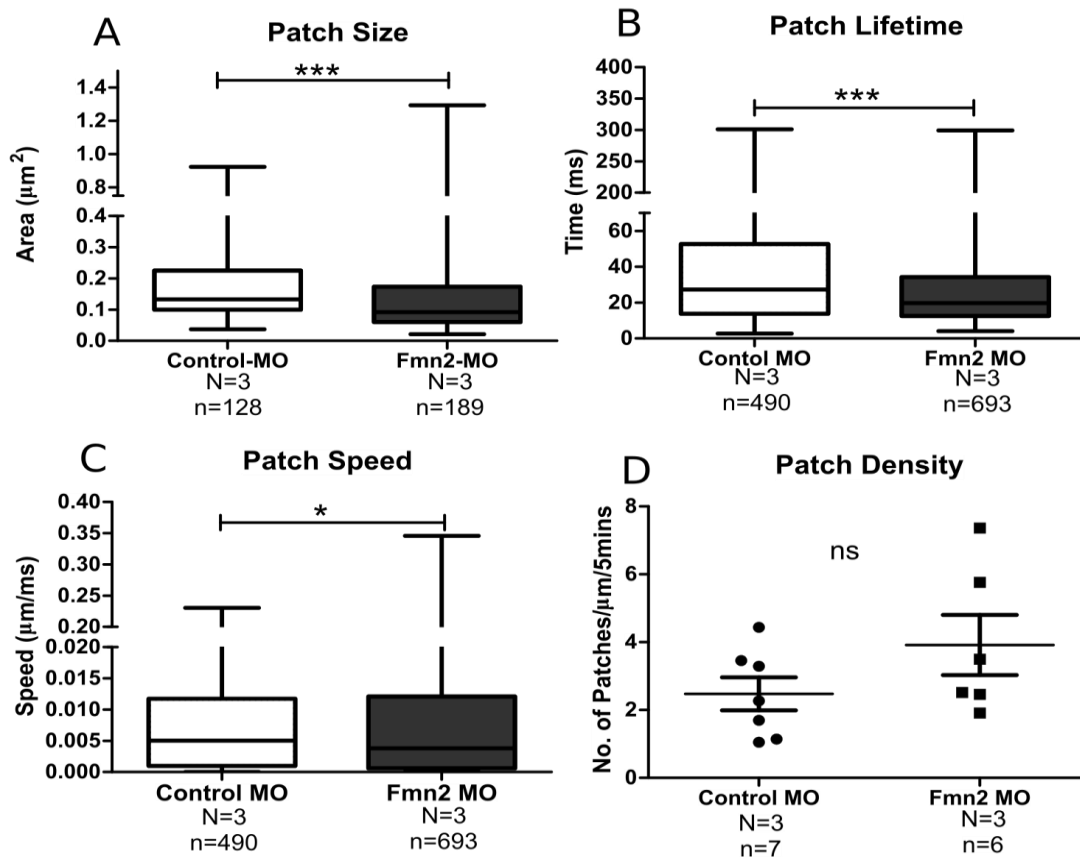 A
Patch Size
***
Area (μm²)
1.4
1.2
1.0
0.8
0.4
0.3
0.2
0.1
0.0
Control-MO
Fmn2-MO
N=3
N=3
n=128
n=189
B
Patch Lifetime
***
Time (ms)
400
350
300
250
200
60
40
20
0
Contol MO
Fmn2 MO
N=3
N=3
n=490
n=693
C
Patch Speed
*
Speed (μm/ms)
0.40
0.35
0.30
0.25
0.20
0.020
0.015
0.010
0.005
0.000
Control MO
Fmn2 MO
N=3
N=3
n=490
n=693
D
Patch Density
ns
No. of Patches/μm/5mins
8
6
4
2
0
Control MO
Fmn2 MO
N=3
N=3
n=7
n=6